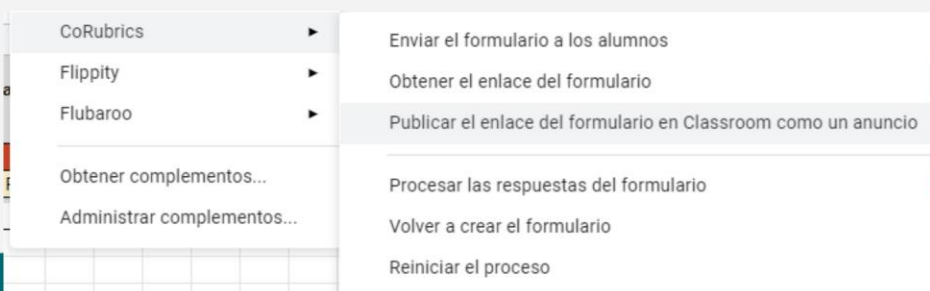 CoRubrics
Flippity
Flubaroo
Obtener complementos...
Administrar complementos...
Enviar el formulario a los alumnos
Obtener el enlace del formulario
Publicar el enlace del formulario en Classroom como un anuncio
Procesar las respuestas del formulario
Volver a crear el formulario
Reiniciar el proceso